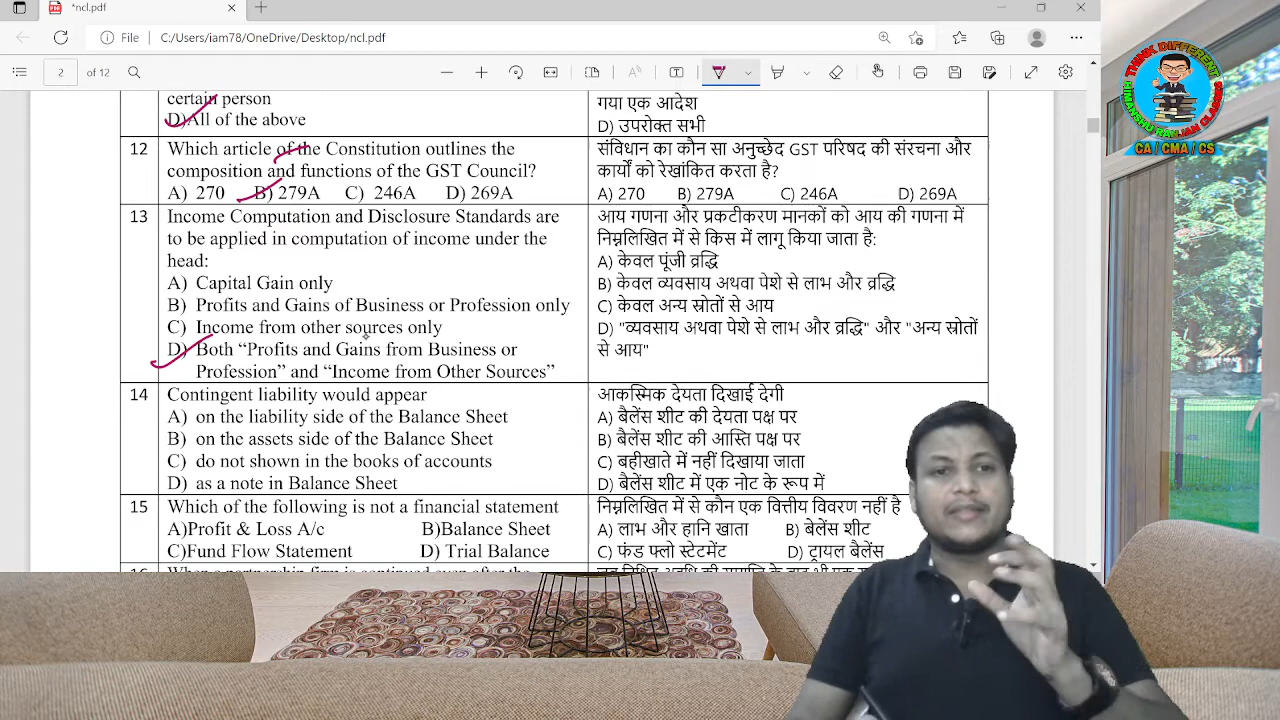 *ncl.pdf
File C:/Users/iam78/OneDrive/Desktop/ncl.pdf
2 of 12
THINK DIFFERENT
HIMANSHU RANJAN CLASSES
CA / CMA / CS
certain person
D)All of the above
गया एक आदेश
D) उपरोक्त सभी
12 Which article of the Constitution outlines the
composition and functions of the GST Council?
A) 270 B) 279A C) 246A D) 269A
संविधान का कौन सा अनुच्छेद GST परिषद की संरचना और
कार्यों को रेखांकित करता है?
A) 270 B) 279A C) 246A D) 269A
13 Income Computation and Disclosure Standards are
to be applied in computation of income under the
head:
A) Capital Gain only
B) Profits and Gains of Business or Profession only
C) Income from other sources only
D) Both “Profits and Gains from Business or
Profession” and “Income from Other Sources”
आय गणना और प्रकटीकरण मानकों को आय की गणना में
निम्नलिखित में से किस में लागू किया जाता है:
A) केवल पूंजी व्रद्धि
B) केवल व्यवसाय अथवा पेशे से लाभ और व्रद्धि
C) केवल अन्य स्रोतों से आय
D) "व्यवसाय अथवा पेशे से लाभ और व्रद्धि" और "अन्य स्रोतों
से आय"
14 Contingent liability would appear
A) on the liability side of the Balance Sheet
B) on the assets side of the Balance Sheet
C) do not shown in the books of accounts
D) as a note in Balance Sheet
आकस्मिक देयता दिखाई देगी
A) बैलेंस शीट की देयता पक्ष पर
B) बैलेंस शीट की आस्ति पक्ष पर
C) बहीखाते में नहीं दिखाया जाता
D) बैलेंस शीट में एक नोट के रूप में
15 Which of the following is not a financial statement
A)Profit & Loss A/c B)Balance Sheet
C)Fund Flow Statement D) Trial Balance
निम्नलिखित में से कौन एक वित्तीय विवरण नहीं है
A) लाभ और हानि खाता B) बेलेंस शीट
C) फंड फ्लो स्टेटमेंट D) ट्रायल बैलेंस